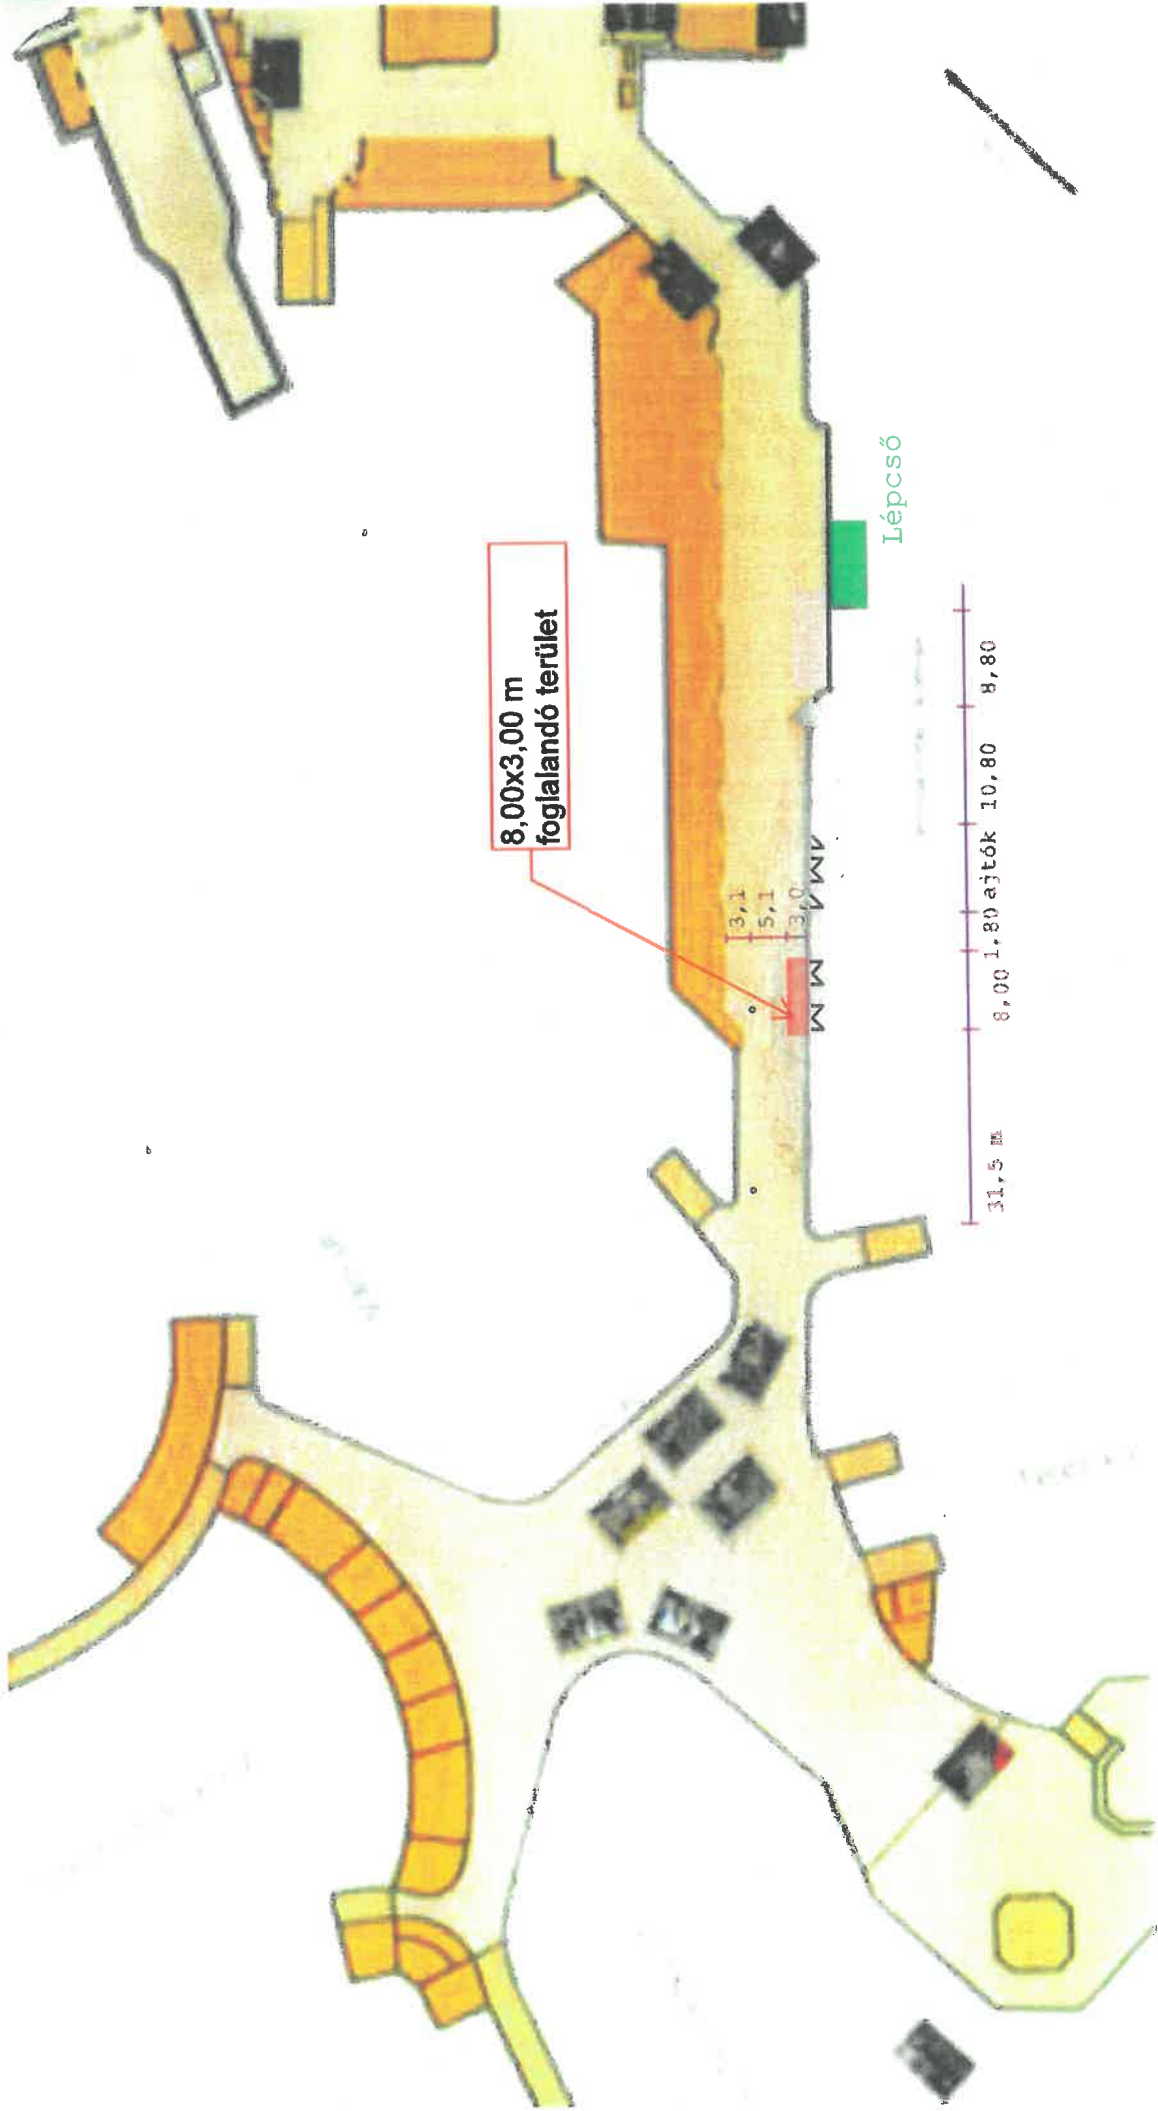 8,00x3,00 m
foglalandó terület
Lépcső
3,1
5,1
3,0
M M
31,5 m
8,00
1.80
ajtók
10,80
8,80